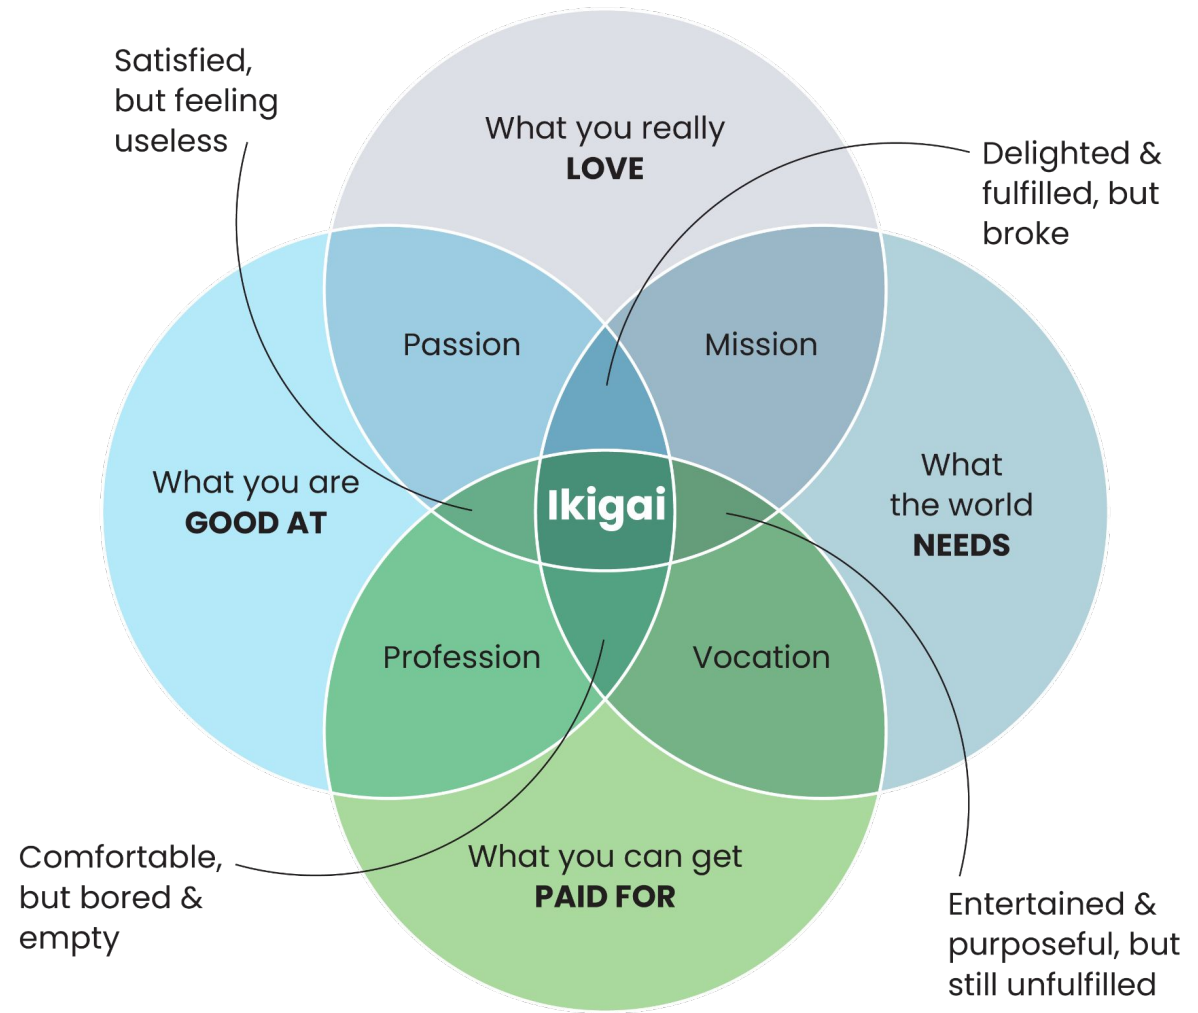 Satisfied,
but feeling
useless
What you really
LOVE
Delighted &
fulfilled, but
broke
Passion
Mission
What you are
GOOD AT
Ikigai
What
the world
NEEDS
Profession
Vocation
What you can get
PAID FOR
Comfortable,
but bored &
empty
Entertained &
purposeful, but
still unfulfilled